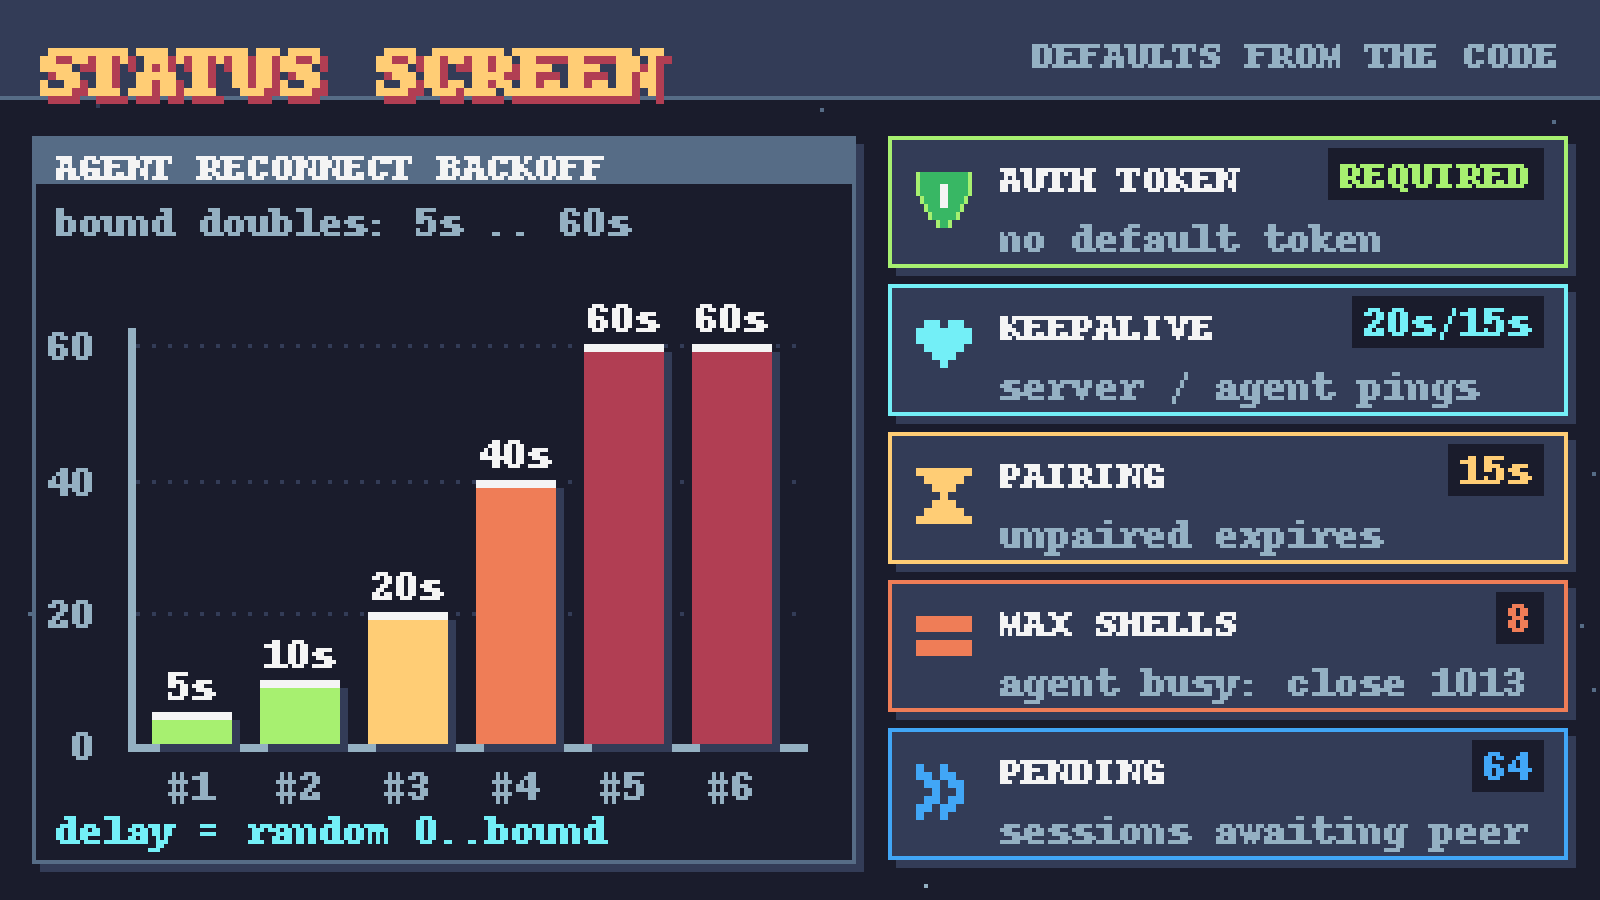 STATUS SCREEN
DEFAULTS FROM THE CODE
AGENT RECONNECT BACKOFF
bound doubles: 5s .. 60s
60
40
20
0
5s
10s
20s
40s
60s
60s
#1
#2
#3
#4
#5
#6
delay = random 0..bound
AUTH TOKEN
REQUIRED
no default token
KEEPALIVE
20s/15s
server / agent pings
PAIRING
15s
unpaired expires
MAX SHELLS
8
agent busy: close 1013
PENDING
64
sessions awaiting peer